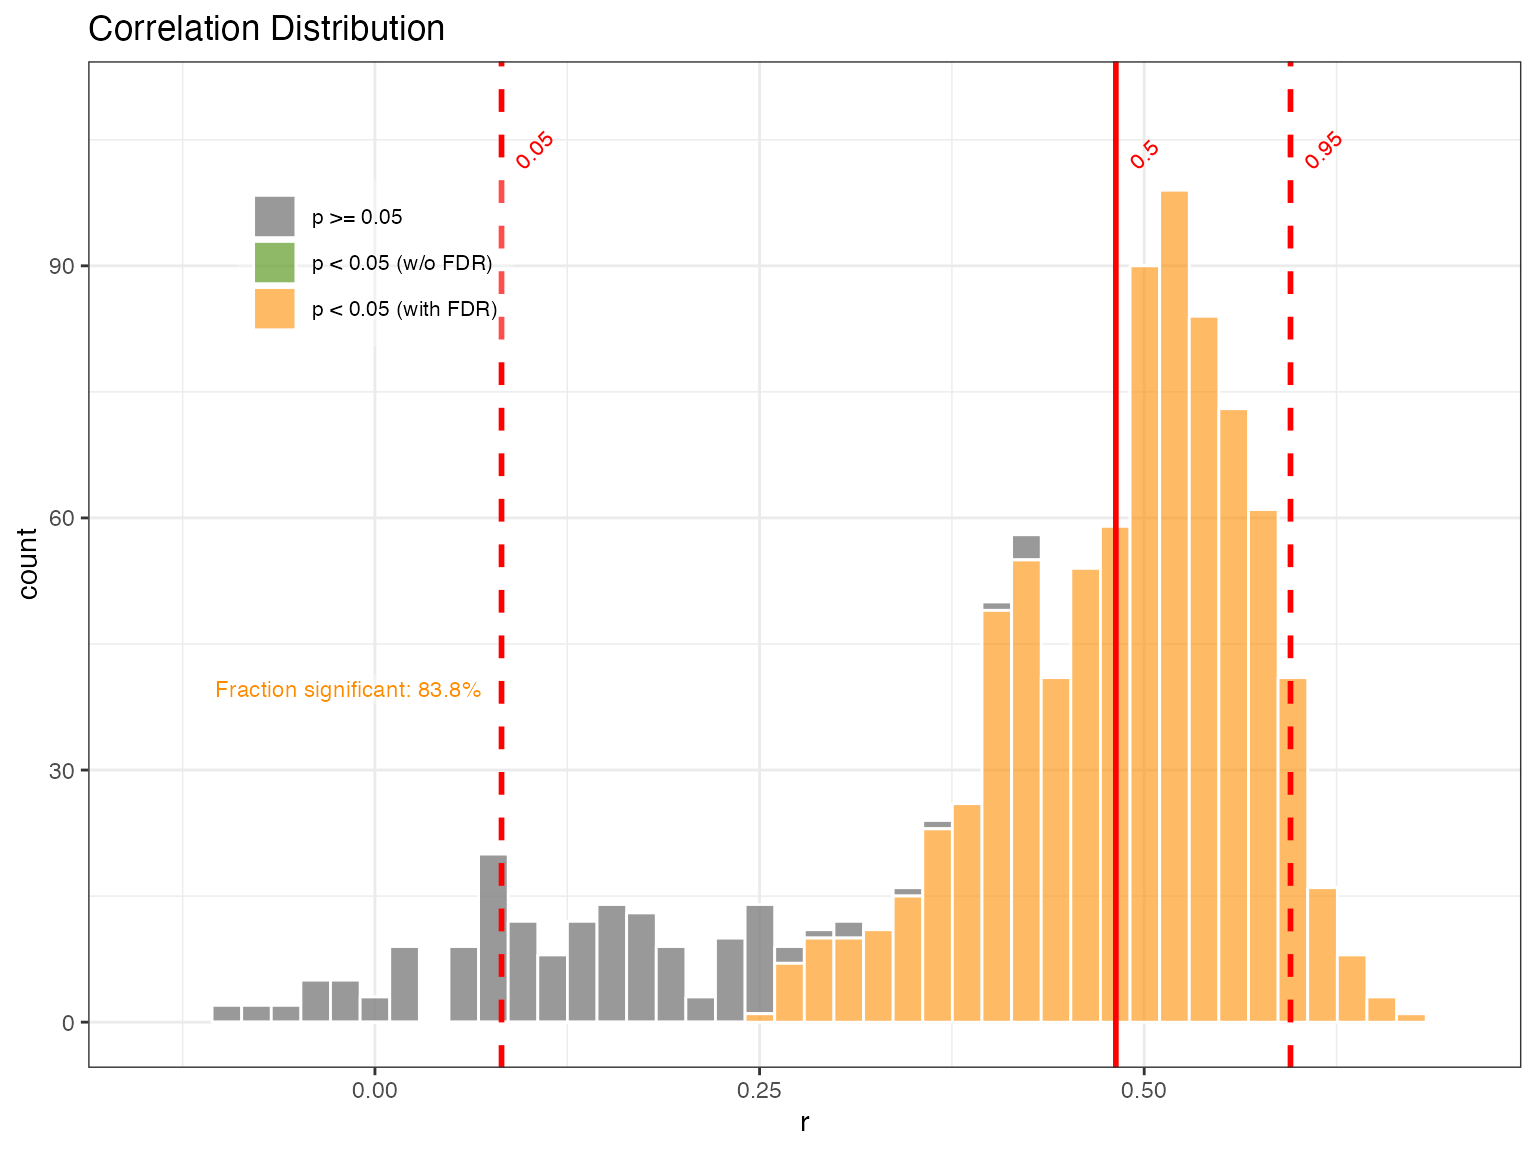 Correlation Distribution
0.05
0.5
0.95
p >= 0.05
p < 0.05 (w/o FDR)
p < 0.05 (with FDR)
Fraction significant: 83.8%
count
90
60
30
0
0.00
0.25
0.50
r